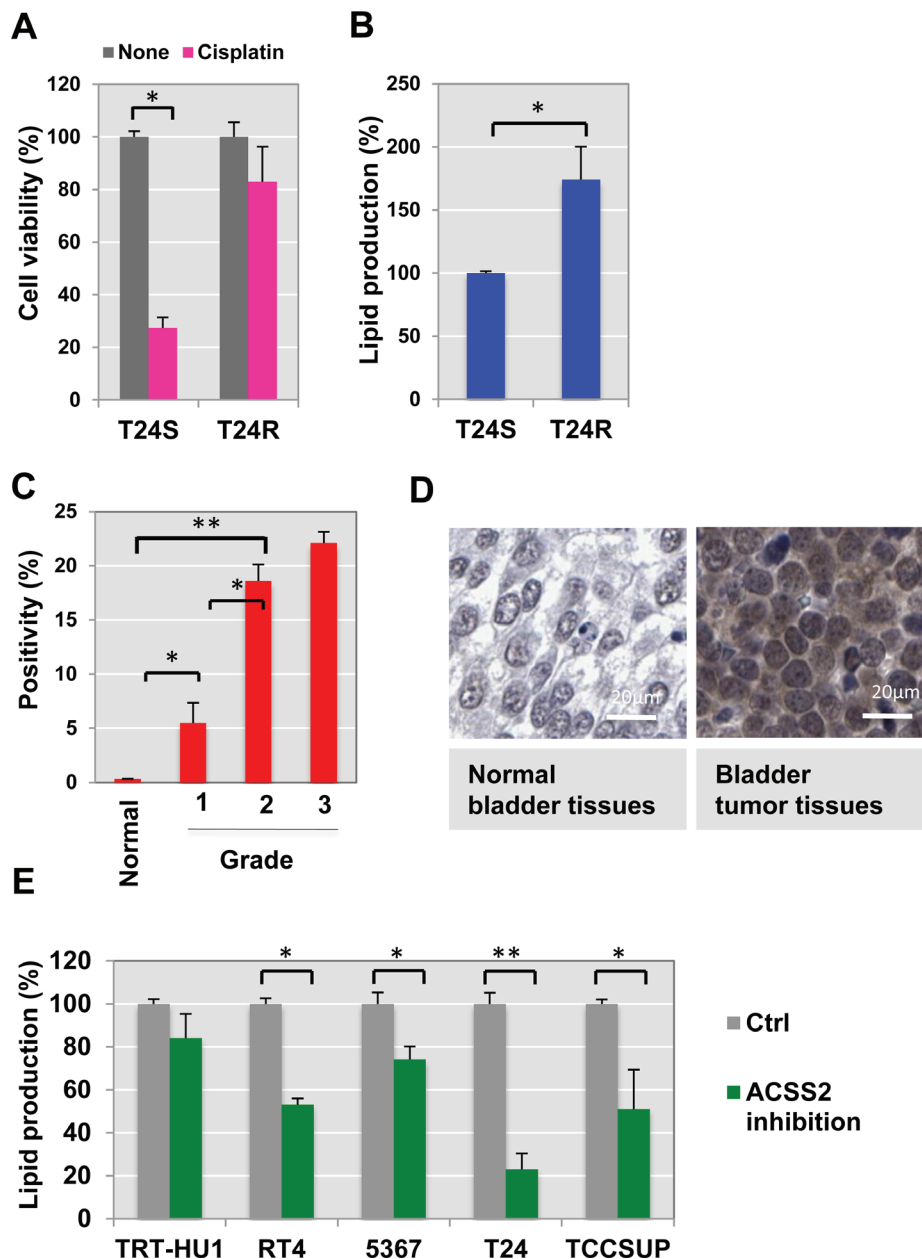 A
None Cisplatin
Cell viability (%)
120
100
80
60
40
20
0
*
T24S T24R
B
Lipid production (%)
250
200
150
100
50
0
*
T24S T24R
C
Positivity (%)
25
20
15
10
5
0
**
*
*
Normal
1 2 3
Grade
D
20μm
20μm
Normal
bladder tissues
Bladder
tumor tissues
E
Lipid production (%)
120
100
80
60
40
20
0
* * ** *
TRT-HU1 RT4 5367 T24 TCCSUP
Ctrl
ACSS2
inhibition